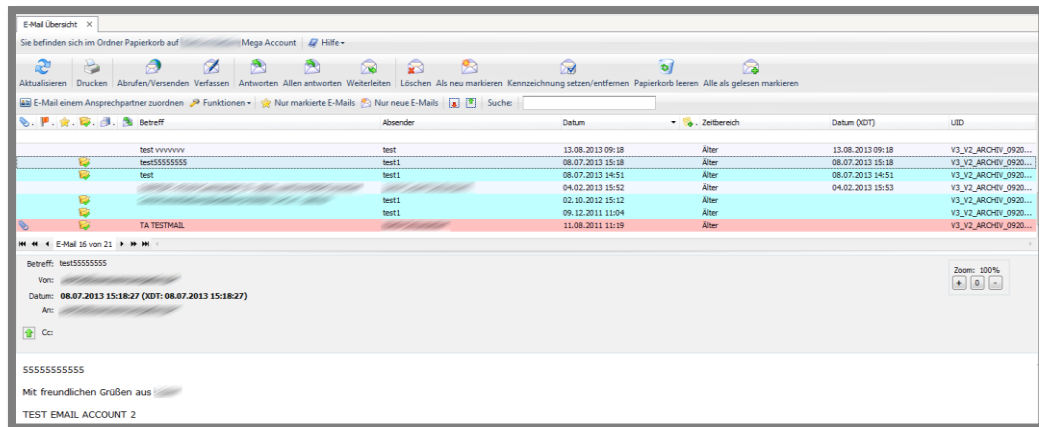 E-Mail Übersicht ×
Sie befinden sich im Ordner Papierkorb auf Mega Account Hilfe
Aktualisieren Drucken Abrufen/Versenden Verfassen Antworten Allen antworten Weiterleiten Löschen Als neu markieren Kennzeichnung setzen/entfernen Papierkorb leeren Alle als gelesen markieren
E-Mail einem Ansprechpartner zuordnen Funktionen Nur markierte E-Mails Nur neue E-Mails Suche:
Betreff Absender Datum Zeitbereich Datum (XDT) UID
test vvvvvvv test 13.08.2013 09:18 Älter 13.08.2013 09:18 V3_V2_ARCHIV_0920...
test55555555 test1 08.07.2013 15:18 Älter 08.07.2013 15:18 V3_V2_ARCHIV_0920...
test test1 08.07.2013 14:51 Älter 08.07.2013 14:51 V3_V2_ARCHIV_0920...
04.02.2013 15:52 Älter 04.02.2013 15:53 V3_V2_ARCHIV_0920...
test1 02.10.2012 15:12 Älter V3_V2_ARCHIV_0920...
test1 09.12.2011 11:04 Älter V3_V2_ARCHIV_0920...
TA TESTMAIL 11.08.2011 11:19 Älter V3_V2_ARCHIV_0920...
E-Mail 16 von 21
Betreff: test55555555
Zoom: 100%
Von:
+ 0 -
Datum: 08.07.2013 15:18:27 (XDT: 08.07.2013 15:18:27)
An:
Cc:
55555555555
Mit freundlichen Grüßen aus
TEST EMAIL ACCOUNT 2